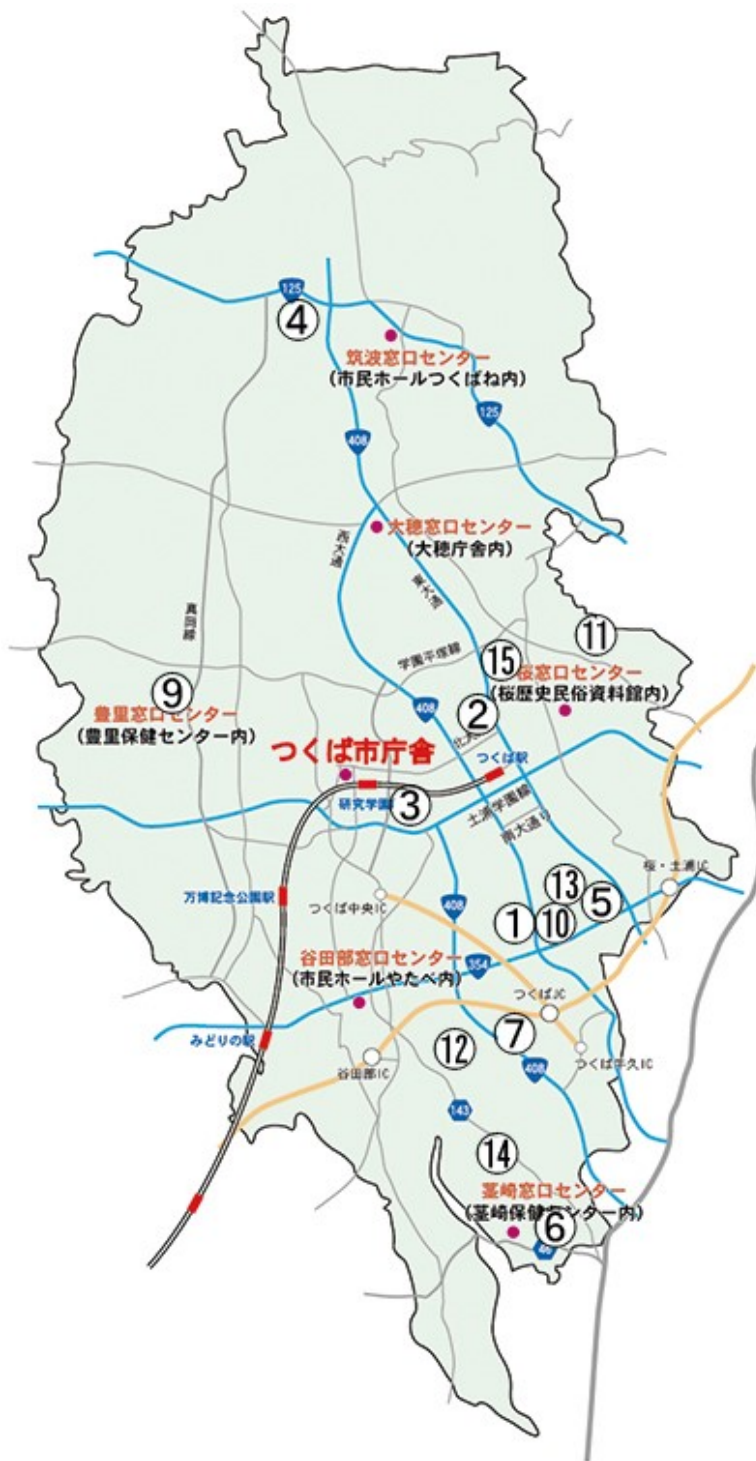 125
④
筑波窓口センター
(市民ホールつくばね内)
125
408
大穂窓口センター
(大穂庁舎内)
西大通
東大通
真岡線
⑪
学園平塚線
⑮
桜窓口センター
(桜歴史民俗資料館内)
⑨
豊里窓口センター
(豊里保健センター内)
408
②
北大
つくば市庁舎
つくば駅
研究学園
③
土浦学園線
南大通り
桜・土浦IC
万博記念公園駅
つくば中央IC
408
⑬
⑤
①
⑩
谷田部窓口センター
(市民ホールやたべ内)
354
つくばJC
みどりの駅
谷田部IC
⑫
⑦
つくば牛久IC
408
143
⑭
茎崎窓口センター
(茎崎保健センター内)
⑥
46